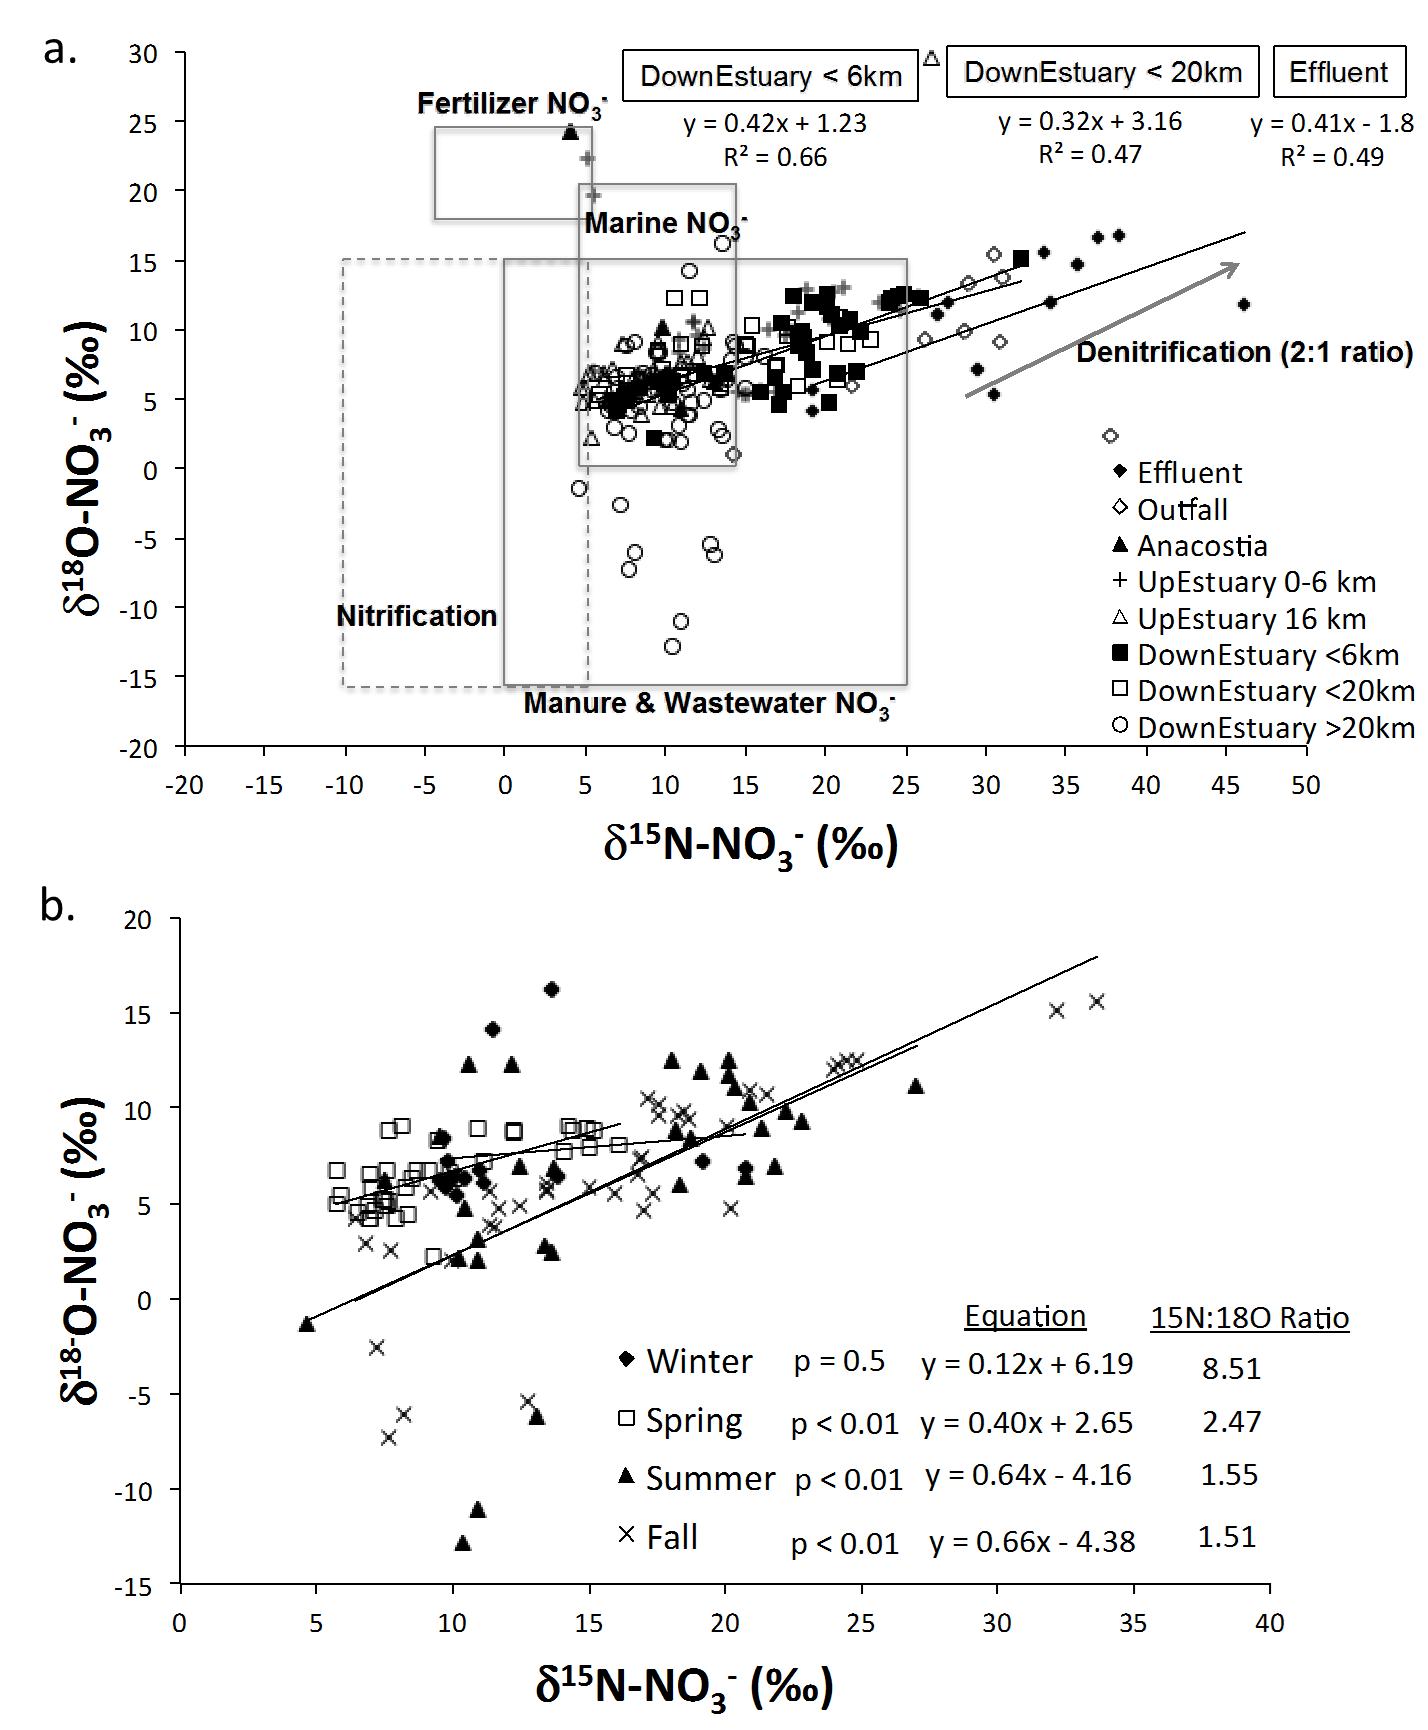 a.
30
25
20
15
10
5
0
-5
-10
-15
-20
-20 -15 -10 -5 0 5 10 15 20 25 30 35 40 45 50
δ18O-NO3- (‰)
δ15N-NO3- (‰)
DownEstuary < 6km
y = 0.42x + 1.23
R² = 0.66
DownEstuary < 20km
y = 0.32x + 3.16
R² = 0.47
Effluent
y = 0.41x - 1.8
R² = 0.49
Fertilizer NO3-
Marine NO3-
Denitrification (2:1 ratio)
Nitrification
Manure & Wastewater NO3-
Effluent
Outfall
Anacostia
UpEstuary 0-6 km
UpEstuary 16 km
DownEstuary <6km
DownEstuary <20km
DownEstuary >20km
b.
20
15
10
5
0
-5
-10
-15
0 5 10 15 20 25 30 35 40
δ18-O-NO3- (‰)
δ15N-NO3- (‰)
Equation 15N:18O Ratio
Winter p = 0.5 y = 0.12x + 6.19 8.51
Spring p < 0.01 y = 0.40x + 2.65 2.47
Summer p < 0.01 y = 0.64x - 4.16 1.55
Fall p < 0.01 y = 0.66x - 4.38 1.51